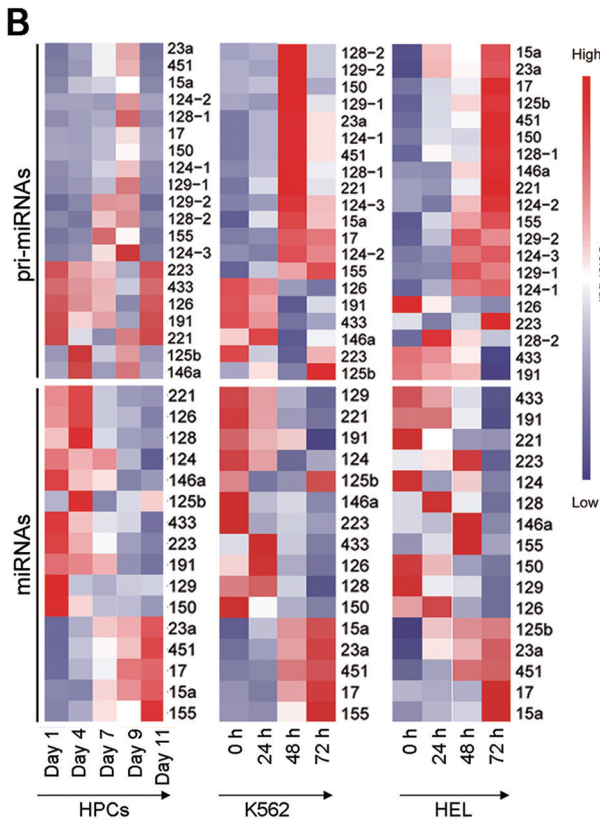 B
pri-miRNAs
23a
451
15a
124-2
128-1
17
150
124-1
129-1
129-2
128-2
155
124-3
223
433
126
191
221
125b
146a
128-2
129-2
150
129-1
23a
124-1
451
128-1
221
124-3
15a
17
124-2
155
126
191
433
146a
223
125b
15a
23a
17
125b
451
150
128-1
146a
221
124-2
155
129-2
124-3
129-1
124-1
126
223
128-2
433
191
High
Low
miRNAs
221
126
128
124
146a
125b
433
223
191
129
150
23a
451
17
15a
155
129
221
191
124
125b
146a
223
433
126
128
150
15a
23a
451
17
155
433
191
221
223
124
128
146a
155
150
129
126
125b
23a
451
17
15a
Day 1
Day 4
Day 7
Day 9
Day 11
0 h
24 h
48 h
72 h
0 h
24 h
48 h
72 h
HPCs
K562
HEL